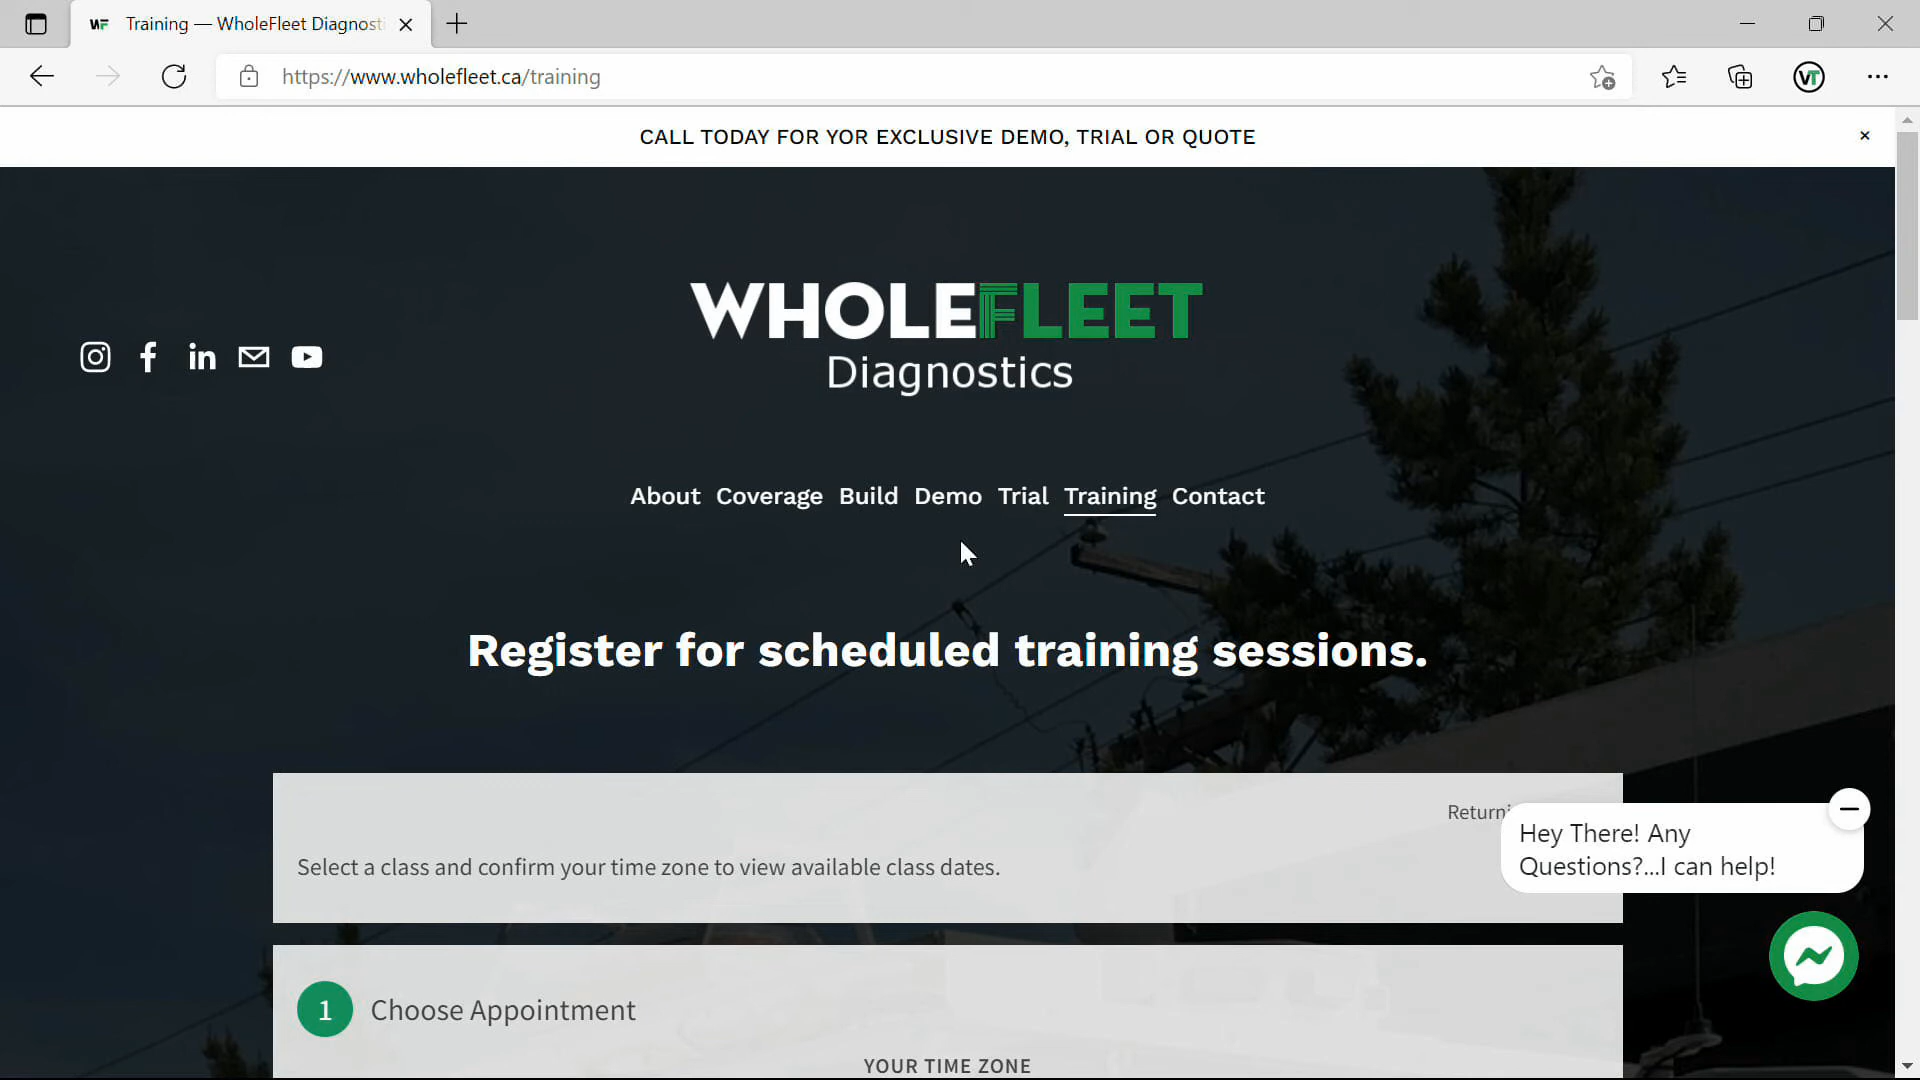 Training — WholeFleet Diagnosti
https://www.wholefleet.ca/training
VT
CALL TODAY FOR YOR EXCLUSIVE DEMO, TRIAL OR QUOTE
WHOLEFLEET
Diagnostics
About Coverage Build Demo Trial Training Contact
Register for scheduled training sessions.
Returni
Select a class and confirm your time zone to view available class dates.
Hey There! Any
Questions?...I can help!
1 Choose Appointment
YOUR TIME ZONE